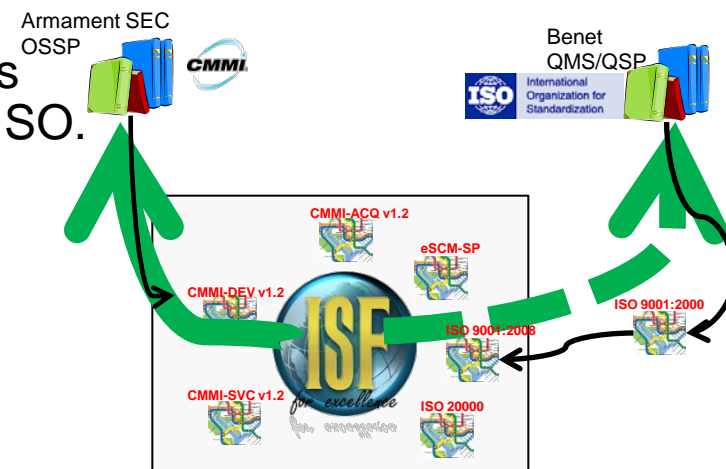 Armament SEC
OSSP
CMMI
s
SO.
Benet
QMS/QSP
ISO
International
Organization for
Standardization
CMMI-ACQ v1.2
eSCM-SP
CMMI-DEV v1.2
ISO 9001:2000
ISO 9001:2008
ISF
for excellence
for excellence
CMMI-SVC v1.2
ISO 20000